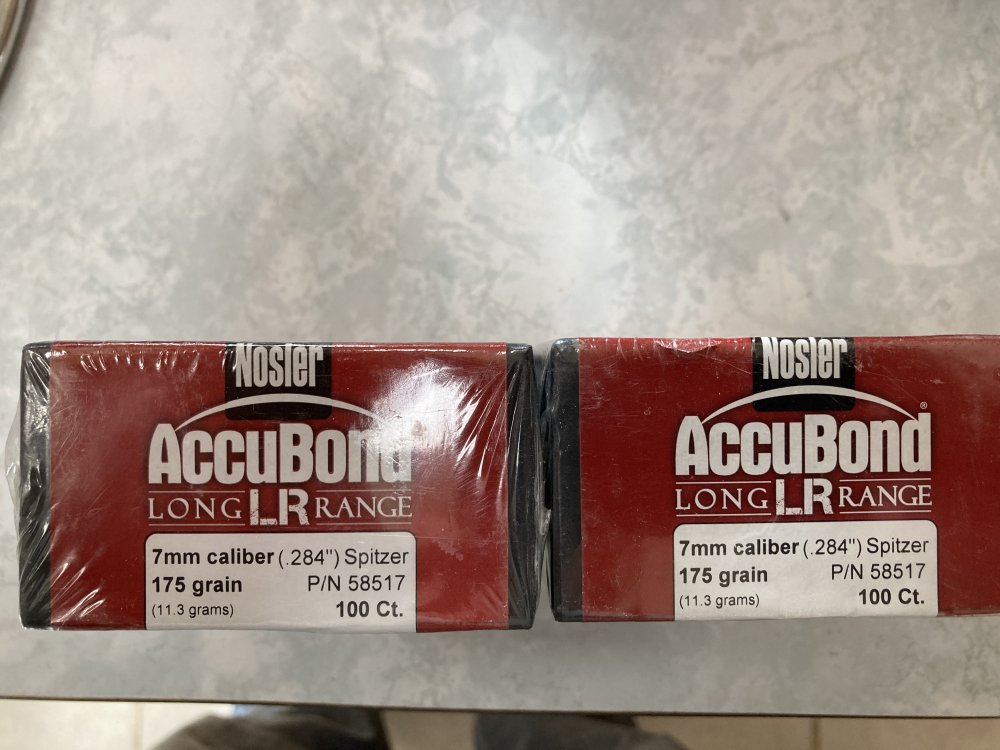 Nosler
AccuBond
LONG LR RANGE
7mm caliber (.284") Spitzer
175 grain P/N 58517
(11.3 grams) 100 Ct.
Nosler
AccuBond®
LONG LR RANGE
7mm caliber (.284") Spitzer
175 grain P/N 58517
(11.3 grams) 100 Ct.